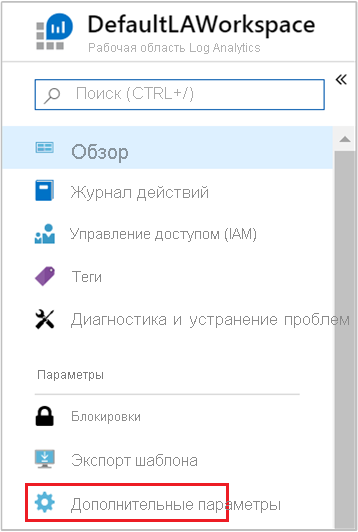 DefaultLAWorkspace
Рабочая область Log Analytics
Поиск (CTRL+/)
Обзор
Журнал действий
Управление доступом (IAM)
Теги
Диагностика и устранение проблем
Параметры
Блокировки
Экспорт шаблона
Дополнительные параметры